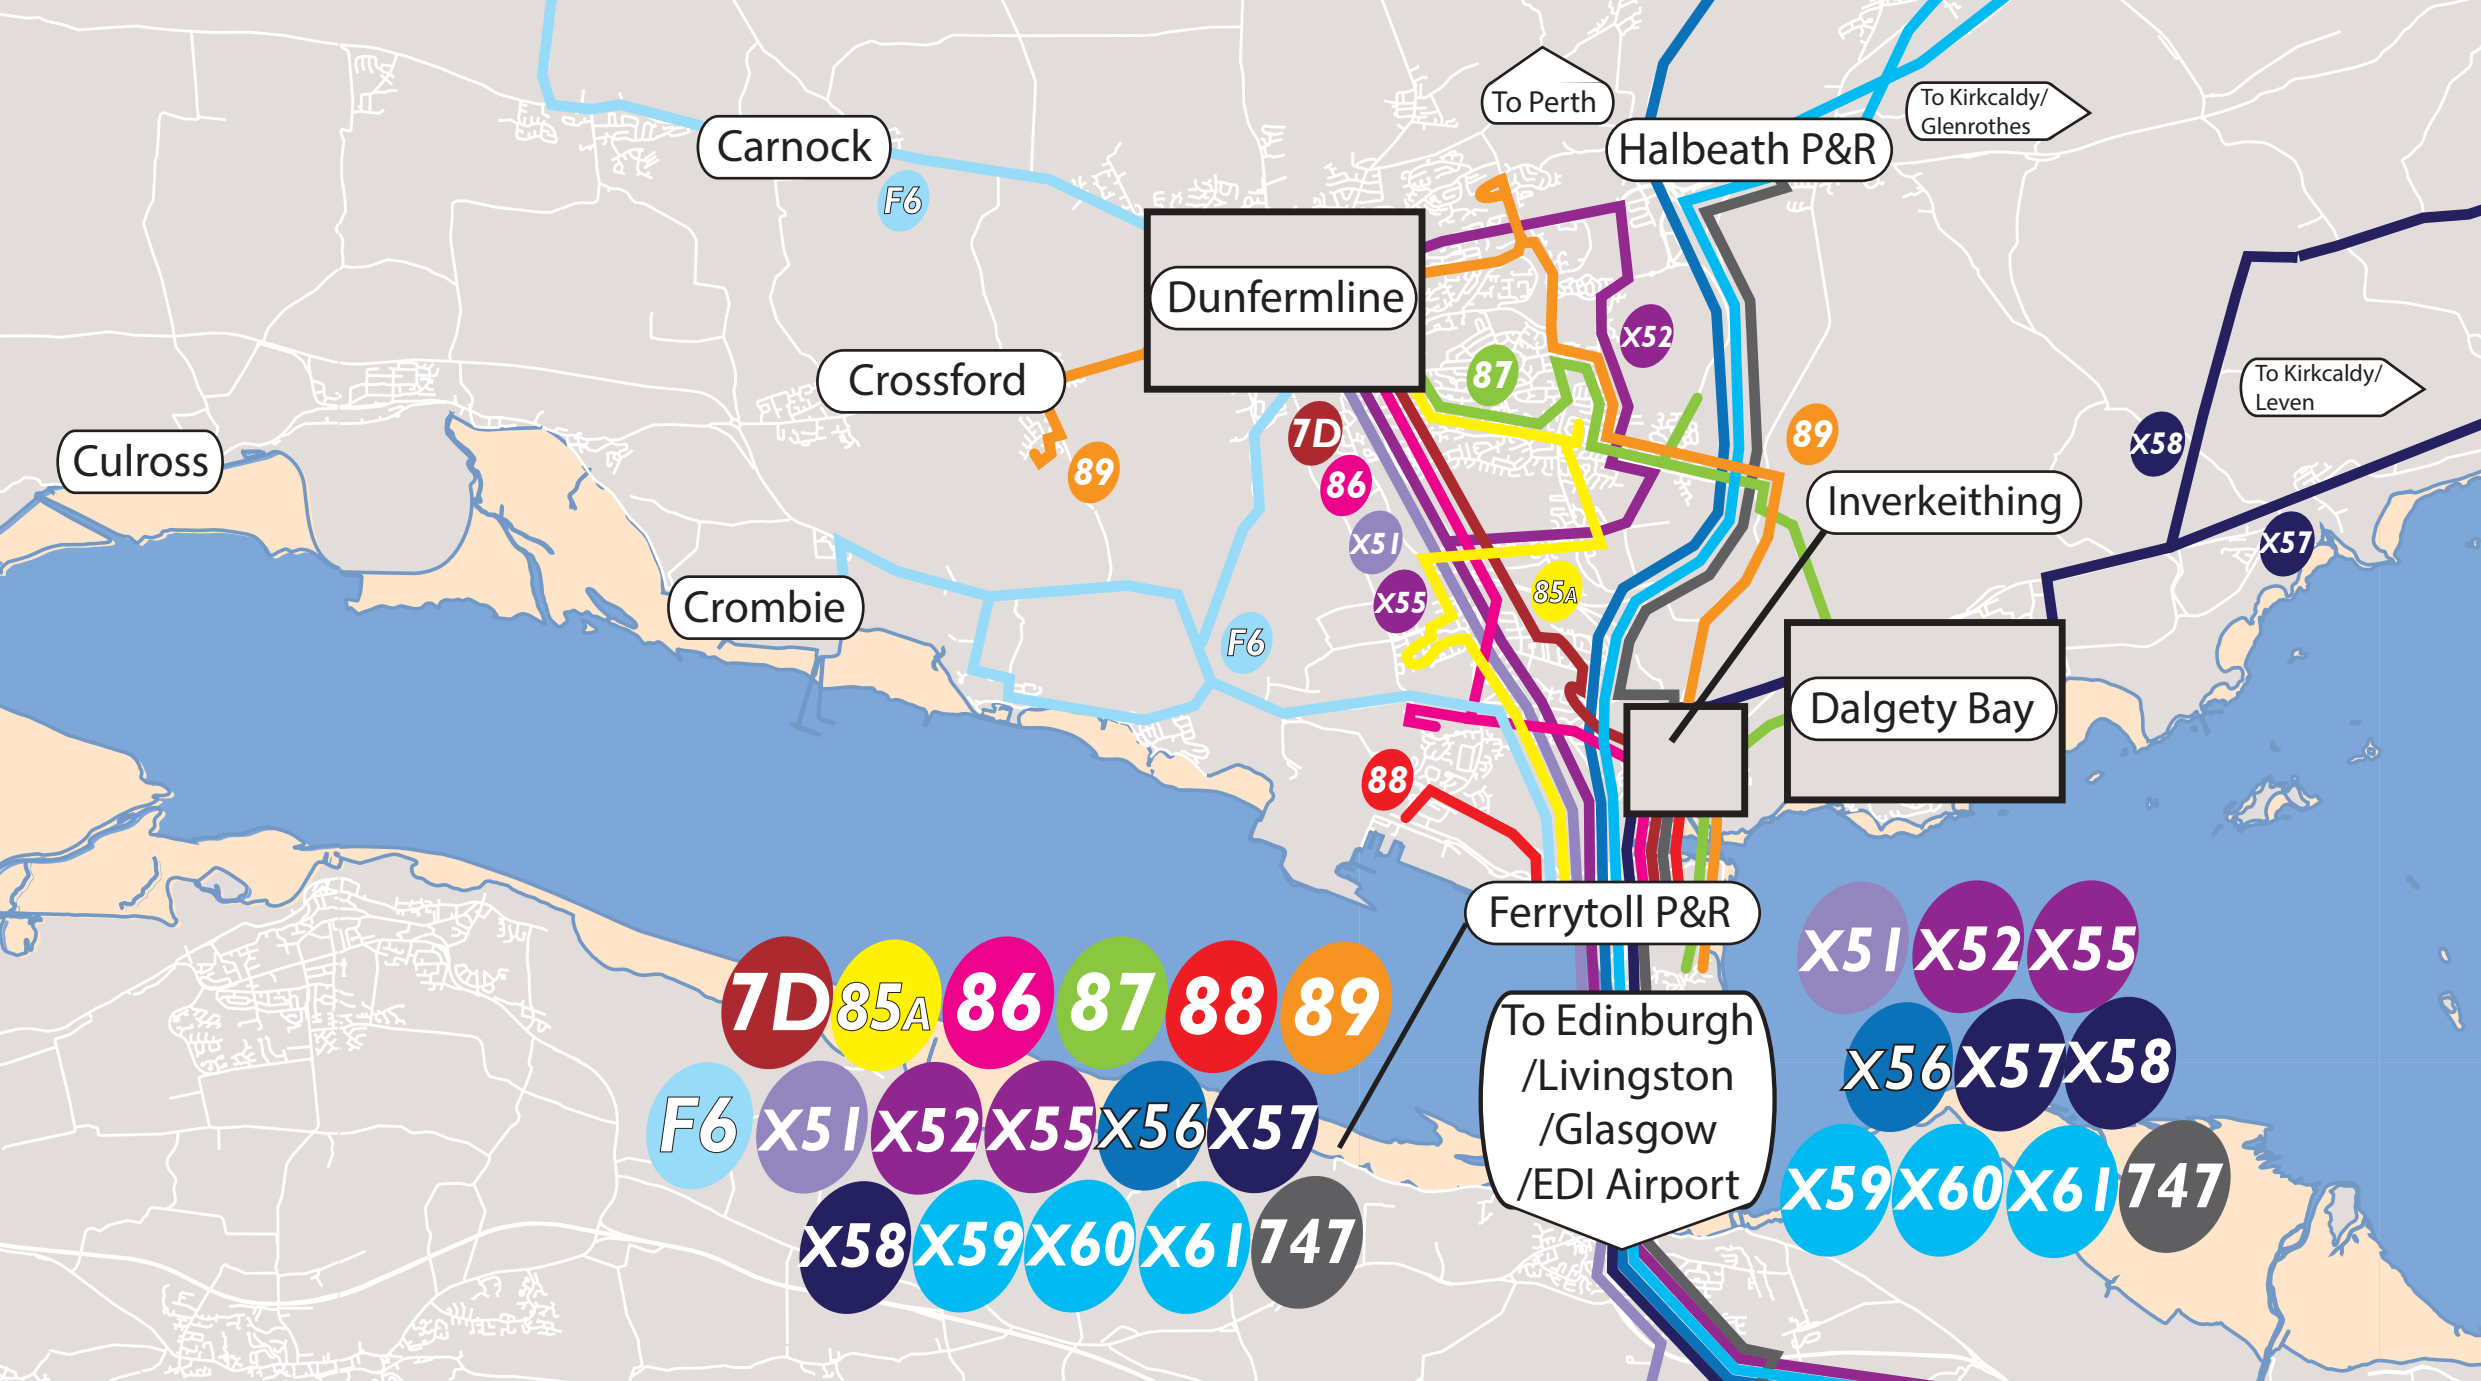 To Perth
To Kirkcaldy/
Glenrothes
Carnock
Halbeath P&R
F6
Dunfermline
X52
Crossford
87
To Kirkcaldy/
Leven
7D
89
X58
Culross
89
86
Inverkeithing
X51
X57
Crombie
X55
85A
F6
Dalgety Bay
88
Ferrytoll P&R
7D 85A 86 87 88 89
F6 X51 X52 X55 X56 X57
X58 X59 X60 X61 747
To Edinburgh
/Livingston
/Glasgow
/EDI Airport
X51 X52 X55
X56 X57 X58
X59 X60 X61 747